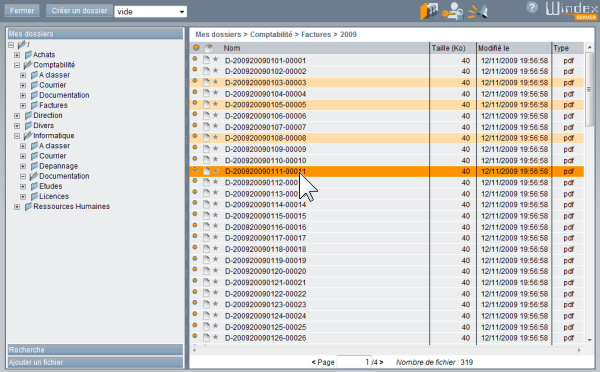 Fermer Créer un dossier vide ? Windex SERVER
Mes dossiers
/
Achats
Comptabilité
A classer
Courrier
Documentation
Factures
Direction
Divers
Informatique
A classer
Courrier
Depannage
Documentation
Etudes
Licences
Ressources Humaines
Recherche
Ajouter un fichier
Mes dossiers > Comptabilité > Factures > 2009
Nom Taille (Ko) Modifié le Type
D-200920090101-00001 40 12/11/2009 19:56:58 pdf
D-200920090102-00002 40 12/11/2009 19:56:58 pdf
D-200920090103-00003 40 12/11/2009 19:56:58 pdf
D-200920090104-00004 40 12/11/2009 19:56:58 pdf
D-200920090105-00005 40 12/11/2009 19:56:58 pdf
D-200920090106-00006 40 12/11/2009 19:56:58 pdf
D-200920090107-00007 40 12/11/2009 19:56:58 pdf
D-200920090108-00008 40 12/11/2009 19:56:58 pdf
D-200920090109-00009 40 12/11/2009 19:56:58 pdf
D-200920090110-00010 40 12/11/2009 19:56:58 pdf
D-200920090111-00011 40 12/11/2009 19:56:58 pdf
D-200920090112-00012 40 12/11/2009 19:56:58 pdf
D-200920090113-00013 40 12/11/2009 19:56:58 pdf
D-200920090114-00014 40 12/11/2009 19:56:58 pdf
D-200920090115-00015 40 12/11/2009 19:56:58 pdf
D-200920090116-00016 40 12/11/2009 19:56:58 pdf
D-200920090117-00017 40 12/11/2009 19:56:58 pdf
D-200920090118-00018 40 12/11/2009 19:56:58 pdf
D-200920090119-00019 40 12/11/2009 19:56:58 pdf
D-200920090120-00020 40 12/11/2009 19:56:58 pdf
D-200920090121-00021 40 12/11/2009 19:56:58 pdf
D-200920090122-00022 40 12/11/2009 19:56:58 pdf
D-200920090123-00023 40 12/11/2009 19:56:58 pdf
D-200920090124-00024 40 12/11/2009 19:56:58 pdf
D-200920090125-00025 40 12/11/2009 19:56:58 pdf
D-200920090126-00026 40 12/11/2009 19:56:58 pdf
< Page 1 /4 > Nombre de fichier : 319